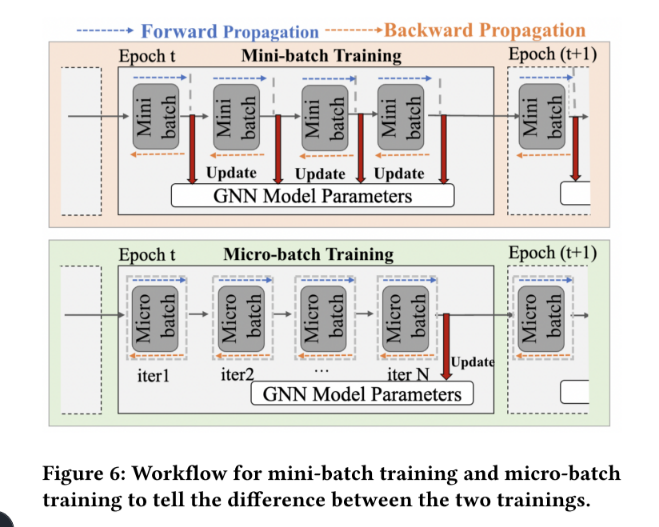 Forward Propagation Backward Propagation
Epoch t Mini-batch Training Epoch (t+1)
Mini batch Mini batch Mini batch Mini batch Mini batch
Update Update Update
GNN Model Parameters
Epoch t Micro-batch Training Epoch (t+1)
Micro batch Micro batch Micro batch Micro batch Micro batch
Update
iter1 iter2 ... iter N
GNN Model Parameters
Figure 6: Workflow for mini-batch training and micro-batch
training to tell the difference between the two trainings.